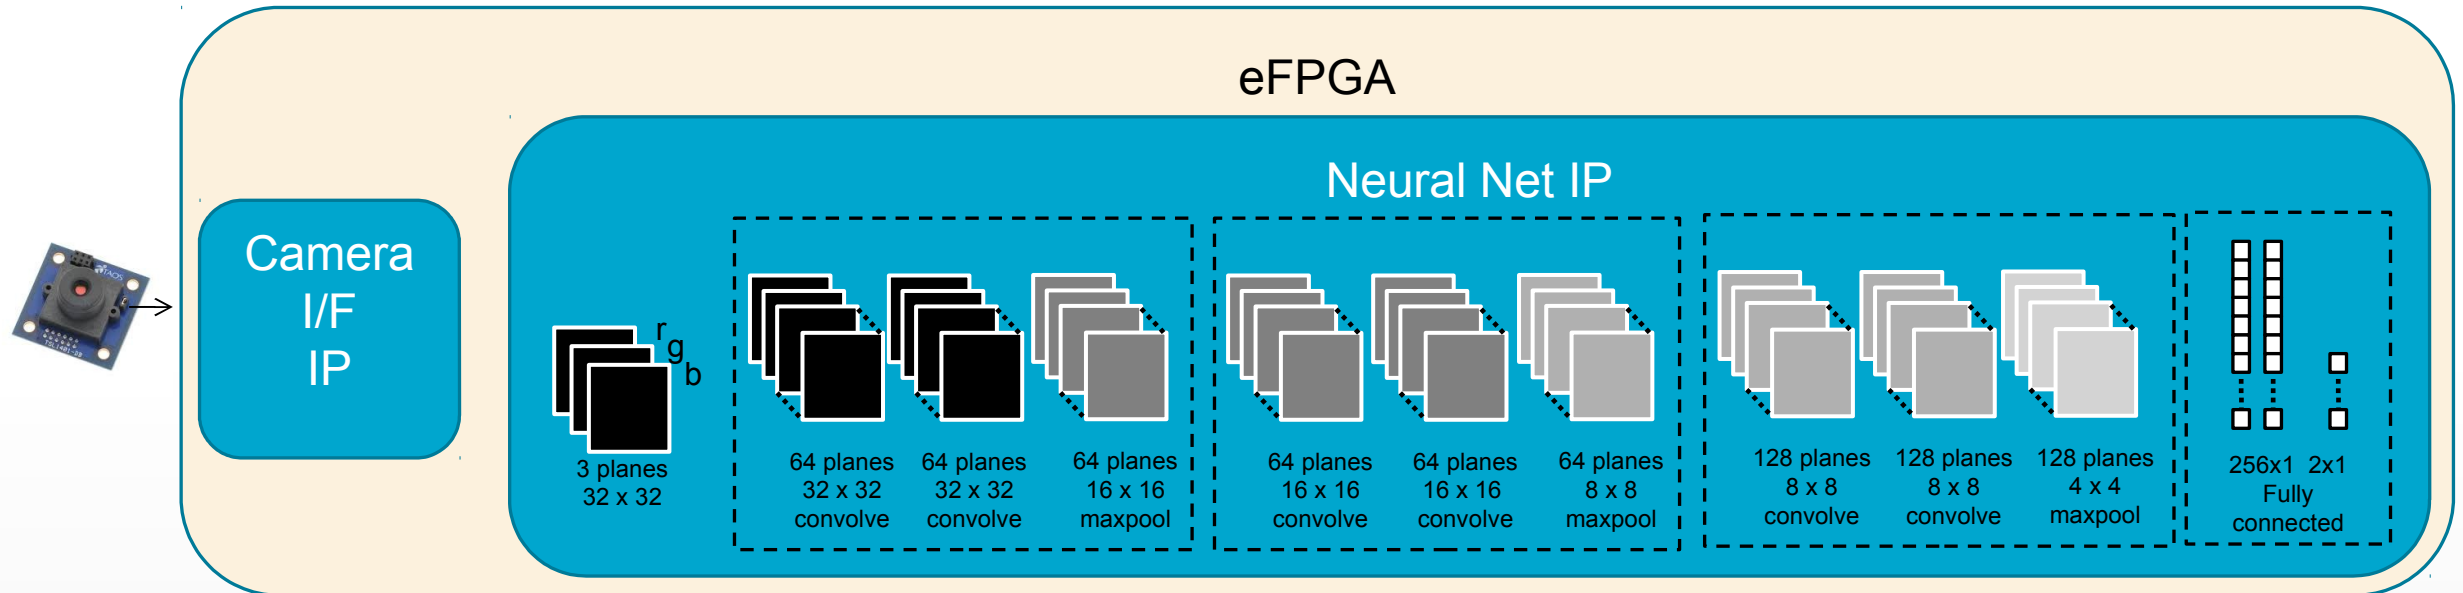 eFPGA
Neural Net IP
Camera
I/F
IP
TAOS
TSL1401-DB
r
g
b
3 planes
32 x 32
64 planes
32 x 32
convolve
64 planes
32 x 32
convolve
64 planes
16 x 16
maxpool
64 planes
16 x 16
convolve
64 planes
16 x 16
convolve
64 planes
8 x 8
maxpool
128 planes
8 x 8
convolve
128 planes
8 x 8
convolve
128 planes
4 x 4
maxpool
256x1 2x1
Fully
connected